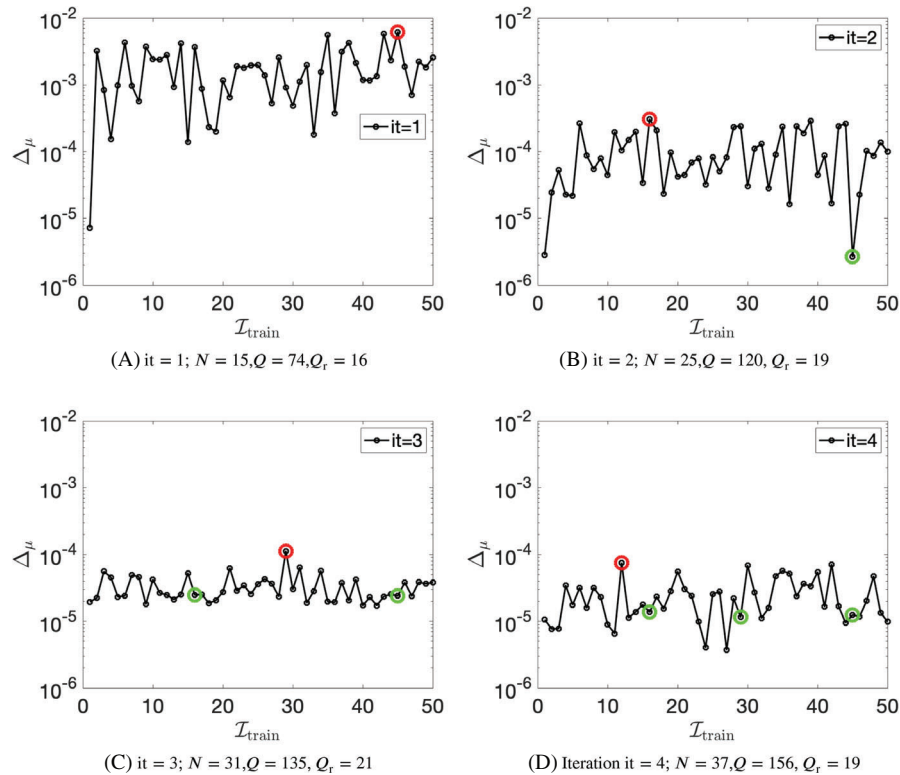 10⁻²
10⁻³
10⁻⁴
10⁻⁵
10⁻⁶
Δ_μ
it=1
0 10 20 30 40 50
ℐ_train
(A) it = 1; N = 15,Q = 74,Q_r = 16
10⁻²
10⁻³
10⁻⁴
10⁻⁵
10⁻⁶
Δ_μ
it=2
0 10 20 30 40 50
ℐ_train
(B) it = 2; N = 25,Q = 120, Q_r = 19
10⁻²
10⁻³
10⁻⁴
10⁻⁵
10⁻⁶
Δ_μ
it=3
0 10 20 30 40 50
ℐ_train
(C) it = 3; N = 31,Q = 135, Q_r = 21
10⁻²
10⁻³
10⁻⁴
10⁻⁵
10⁻⁶
Δ_μ
it=4
0 10 20 30 40 50
ℐ_train
(D) Iteration it = 4; N = 37,Q = 156, Q_r = 19